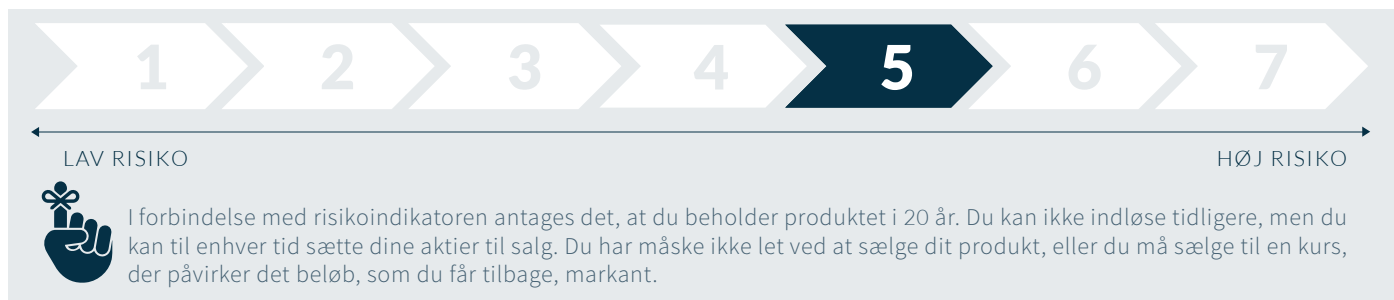 1 2 3 4 5 6 7
LAV RISIKO HØJ RISIKO
I forbindelse med risikoindikatoren antages det, at du beholder produktet i 20 år. Du kan ikke indløse tidligere, men du
kan til enhver tid sætte dine aktier til salg. Du har måske ikke let ved at sælge dit produkt, eller du må sælge til en kurs,
der påvirker det beløb, som du får tilbage, markant.